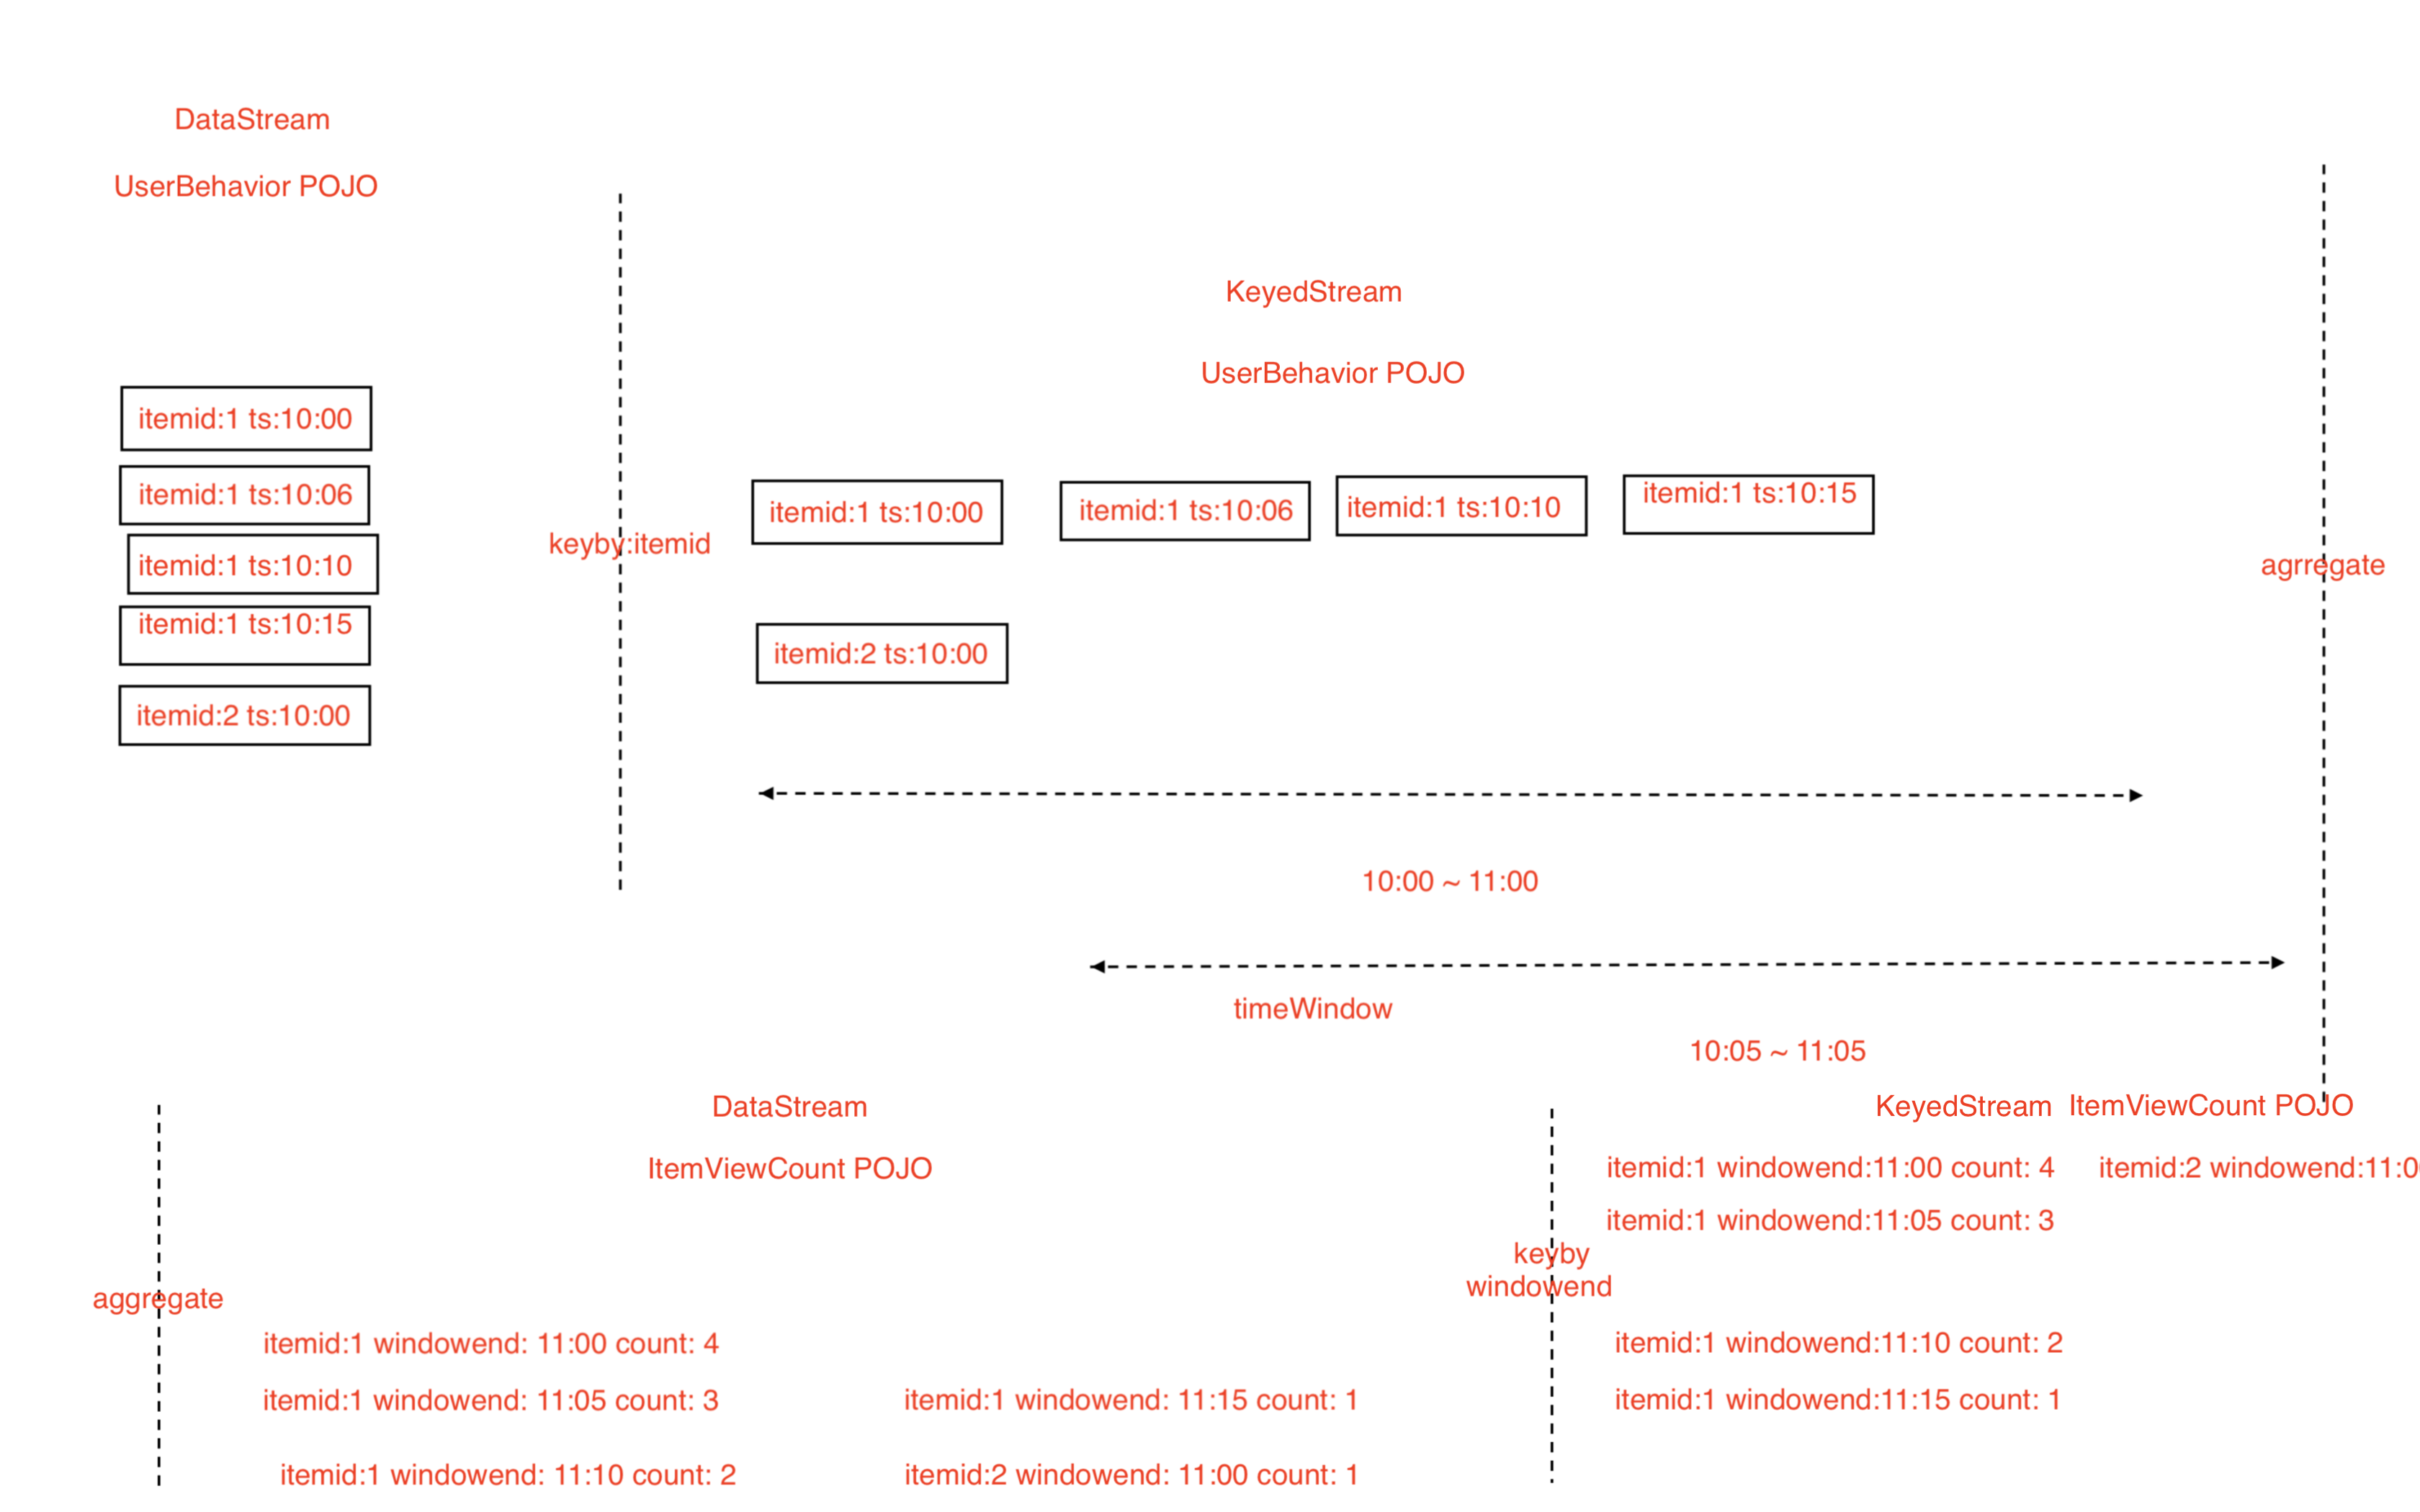 DataStream
UserBehavior POJO
KeyedStream
UserBehavior POJO
itemid:1 ts:10:00
itemid:1 ts:10:06
itemid:1 ts:10:10
itemid:1 ts:10:15
itemid:2 ts:10:00
keyby:itemid
itemid:1 ts:10:00
itemid:1 ts:10:06
itemid:1 ts:10:10
itemid:1 ts:10:15
itemid:2 ts:10:00
agrregate
10:00 ~ 11:00
timeWindow
10:05 ~ 11:05
DataStream
ItemViewCount POJO
aggregate
itemid:1 windowend: 11:00 count: 4
itemid:1 windowend: 11:05 count: 3
itemid:1 windowend: 11:10 count: 2
itemid:1 windowend: 11:15 count: 1
itemid:2 windowend: 11:00 count: 1
keyby
windowend
KeyedStream ItemViewCount POJO
itemid:1 windowend:11:00 count: 4
itemid:2 windowend:11:0
itemid:1 windowend:11:05 count: 3
itemid:1 windowend:11:10 count: 2
itemid:1 windowend:11:15 count: 1